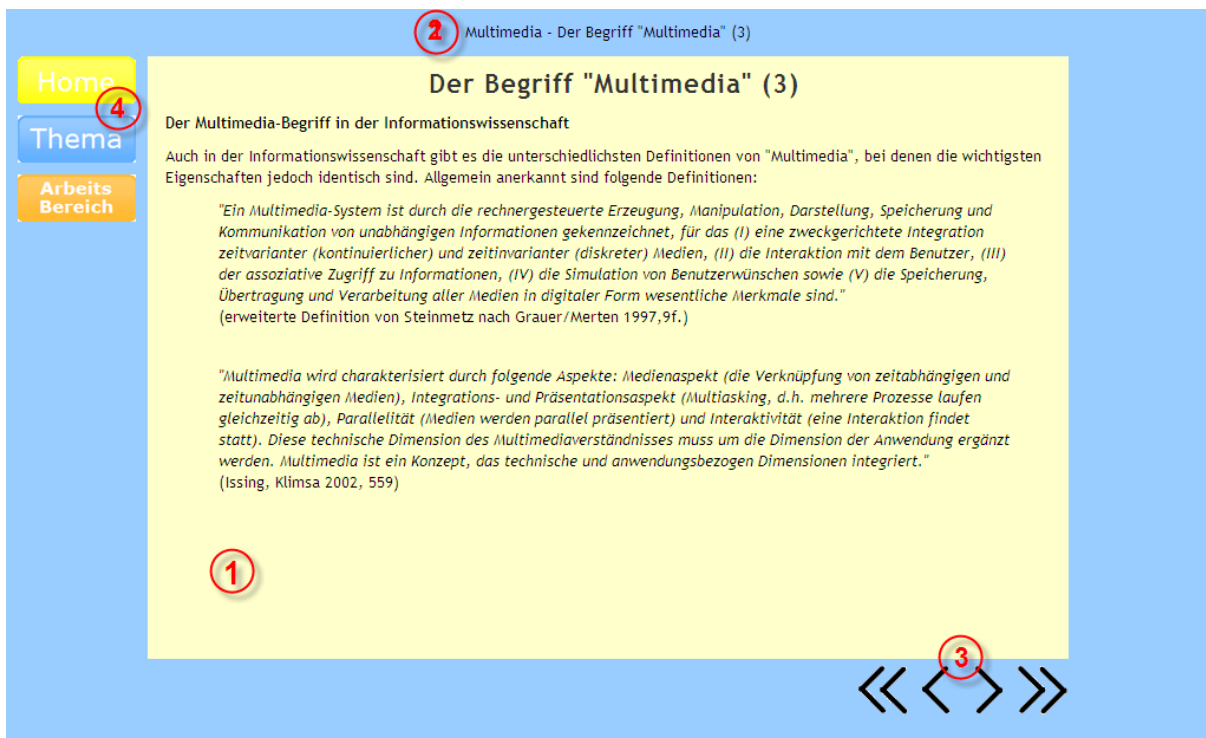 2 Multimedia - Der Begriff "Multimedia" (3)
Home
4
Thema
Arbeits
Bereich
Der Begriff "Multimedia" (3)
Der Multimedia-Begriff in der Informationswissenschaft
Auch in der Informationswissenschaft gibt es die unterschiedlichsten Definitionen von "Multimedia", bei denen die wichtigsten
Eigenschaften jedoch identisch sind. Allgemein anerkannt sind folgende Definitionen:
"Ein Multimedia-System ist durch die rechnergesteuerte Erzeugung, Manipulation, Darstellung, Speicherung und
Kommunikation von unabhängigen Informationen gekennzeichnet, für das (I) eine zweckgerichtete Integration
zeitvarianter (kontinuierlicher) und zeitinvarianter (diskreter) Medien, (II) die Interaktion mit dem Benutzer, (III)
der assoziative Zugriff zu Informationen, (IV) die Simulation von Benutzerwünschen sowie (V) die Speicherung,
Übertragung und Verarbeitung aller Medien in digitaler Form wesentliche Merkmale sind."
(erweiterte Definition von Steinmetz nach Grauer/Merten 1997,9f.)
"Multimedia wird charakterisiert durch folgende Aspekte: Medienaspekt (die Verknüpfung von zeitabhängigen und
zeitunabhängigen Medien), Integrations- und Präsentationsaspekt (Multiasking, d.h. mehrere Prozesse laufen
gleichzeitig ab), Parallelität (Medien werden parallel präsentiert) und Interaktivität (eine Interaktion findet
statt). Diese technische Dimension des Multimediaverständnisses muss um die Dimension der Anwendung ergänzt
werden. Multimedia ist ein Konzept, das technische und anwendungsbezogen Dimensionen integriert."
(Issing, Klimsa 2002, 559)
1
3